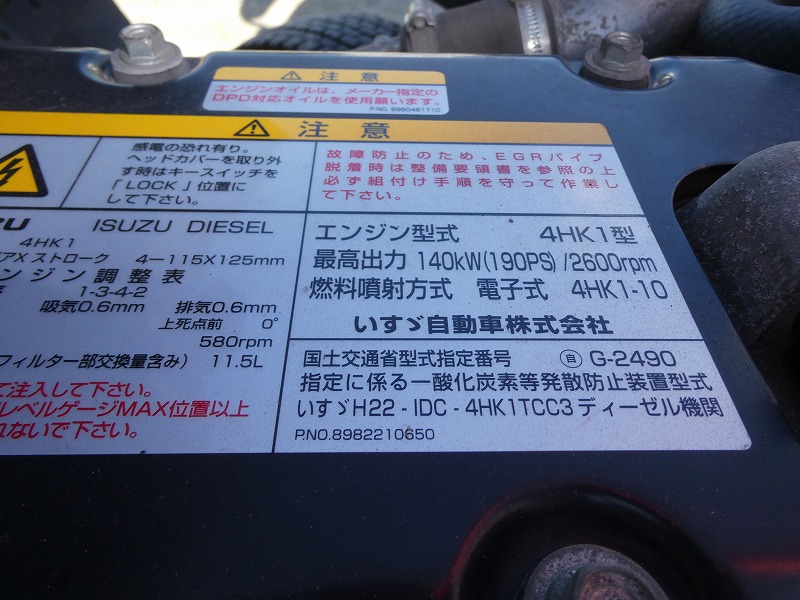 注意
エンジンオイルは、メーカー指定の
DPD対応オイルを使用願います。
P.NO. 8980461710
注意
感電の恐れ有り。
ヘッドカバーを取り外
す時はキースイッチを
「LOCK」位置に
して下さい。
故障防止のため、EGRパイプ
脱着時は整備要領書を参照の上
必ず組付け手順を守って作業し
て下さい。
ZU ISUZU DIESEL
4HK1
アXストローク 4－115X125mm
ンジン調整表
1-3-4-2
吸気0.6mm 排気0.6mm
上死点前 0°
580rpm
フィルター部交換量含み) 11.5L
て注入して下さい。
レベルゲージMAX位置以上
れないで下さい。
エンジン型式 4HK1型
最高出力 140kW(190PS)/2600rpm
燃料噴射方式 電子式 4HK1-10
いすゞ自動車株式会社
国土交通省型式指定番号 自 G-2490
指定に係る一酸化炭素等発散防止装置型式
いすゞH22-IDC-4HK1TCC3ディーゼル機関
P.NO.8982210650